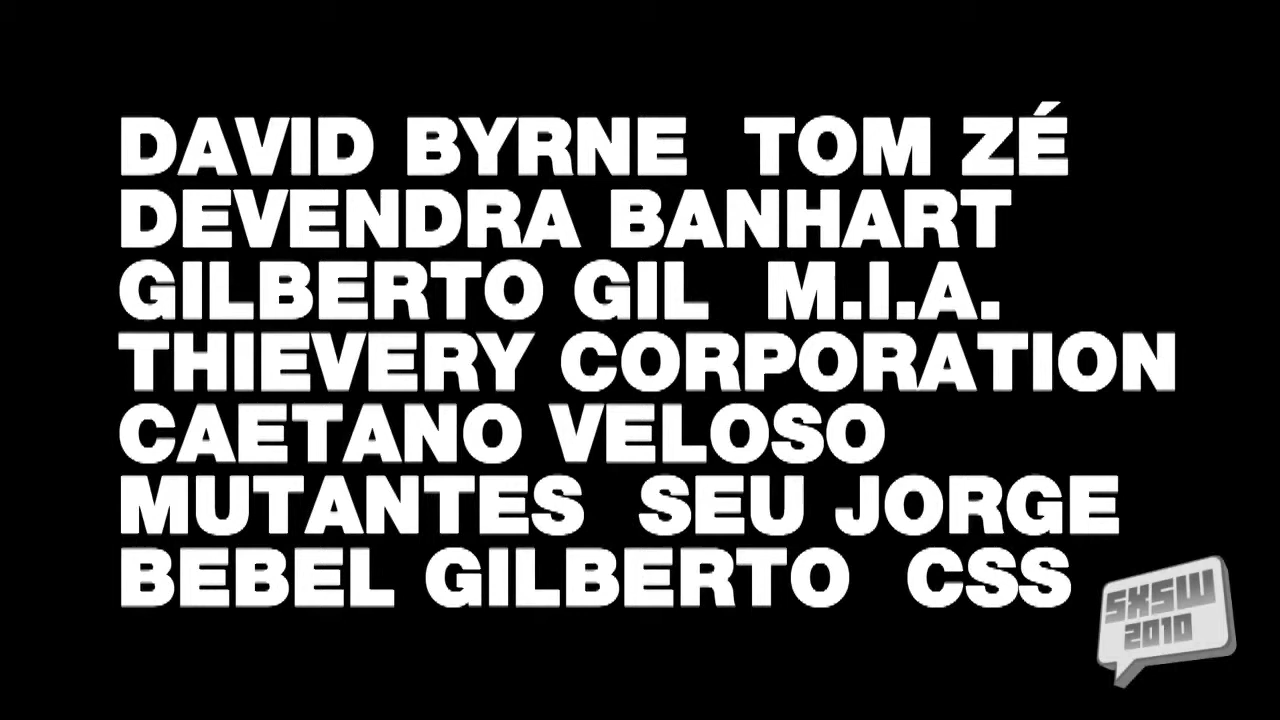 DAVID BYRNE  TOM ZÉ
DEVENDRA BANHART
GILBERTO GIL  M.I.A.
THIEVERY CORPORATION
CAETANO VELOSO
MUTANTES  SEU JORGE
BEBEL GILBERTO  CSS
SXSW
2010